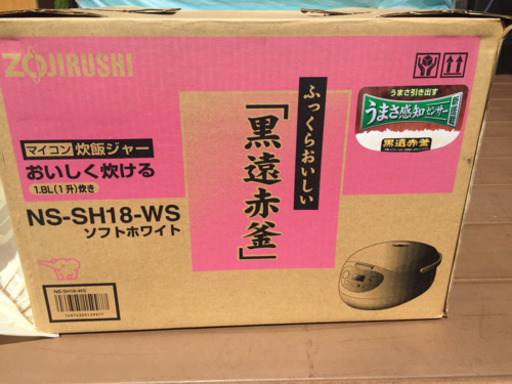 ZOJIRUSHI
マイコン 炊飯ジャー
おいしく炊ける
1.8L(1升)炊き
NS-SH18-WS
ソフトホワイト
NS-SH18-WS
ふっくらおいしい
「黒遠赤釜」
うまさ引き出す
うまさ感知センサー
黒遠赤釜